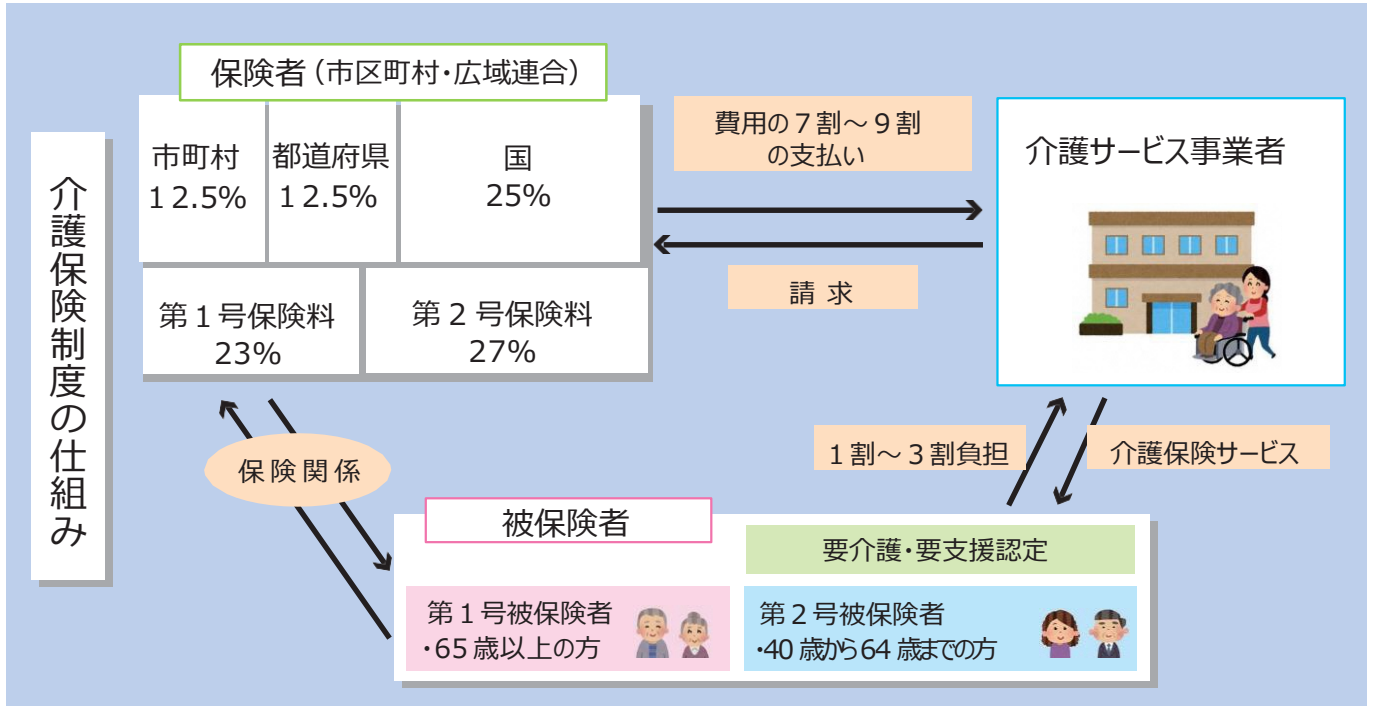 介護保険制度の仕組み
保険者（市区町村・広域連合）
市町村
１２.５%
都道府県
１２.５%
国
25%
第１号保険料
23%
第２号保険料
27%
費用の７割～９割
の支払い
請 求
介護サービス事業者
保険関係
１割～３割負担
介護保険サービス
被保険者
要介護・要支援認定
第１号被保険者
・65歳以上の方
第２号被保険者
・40歳から64歳までの方